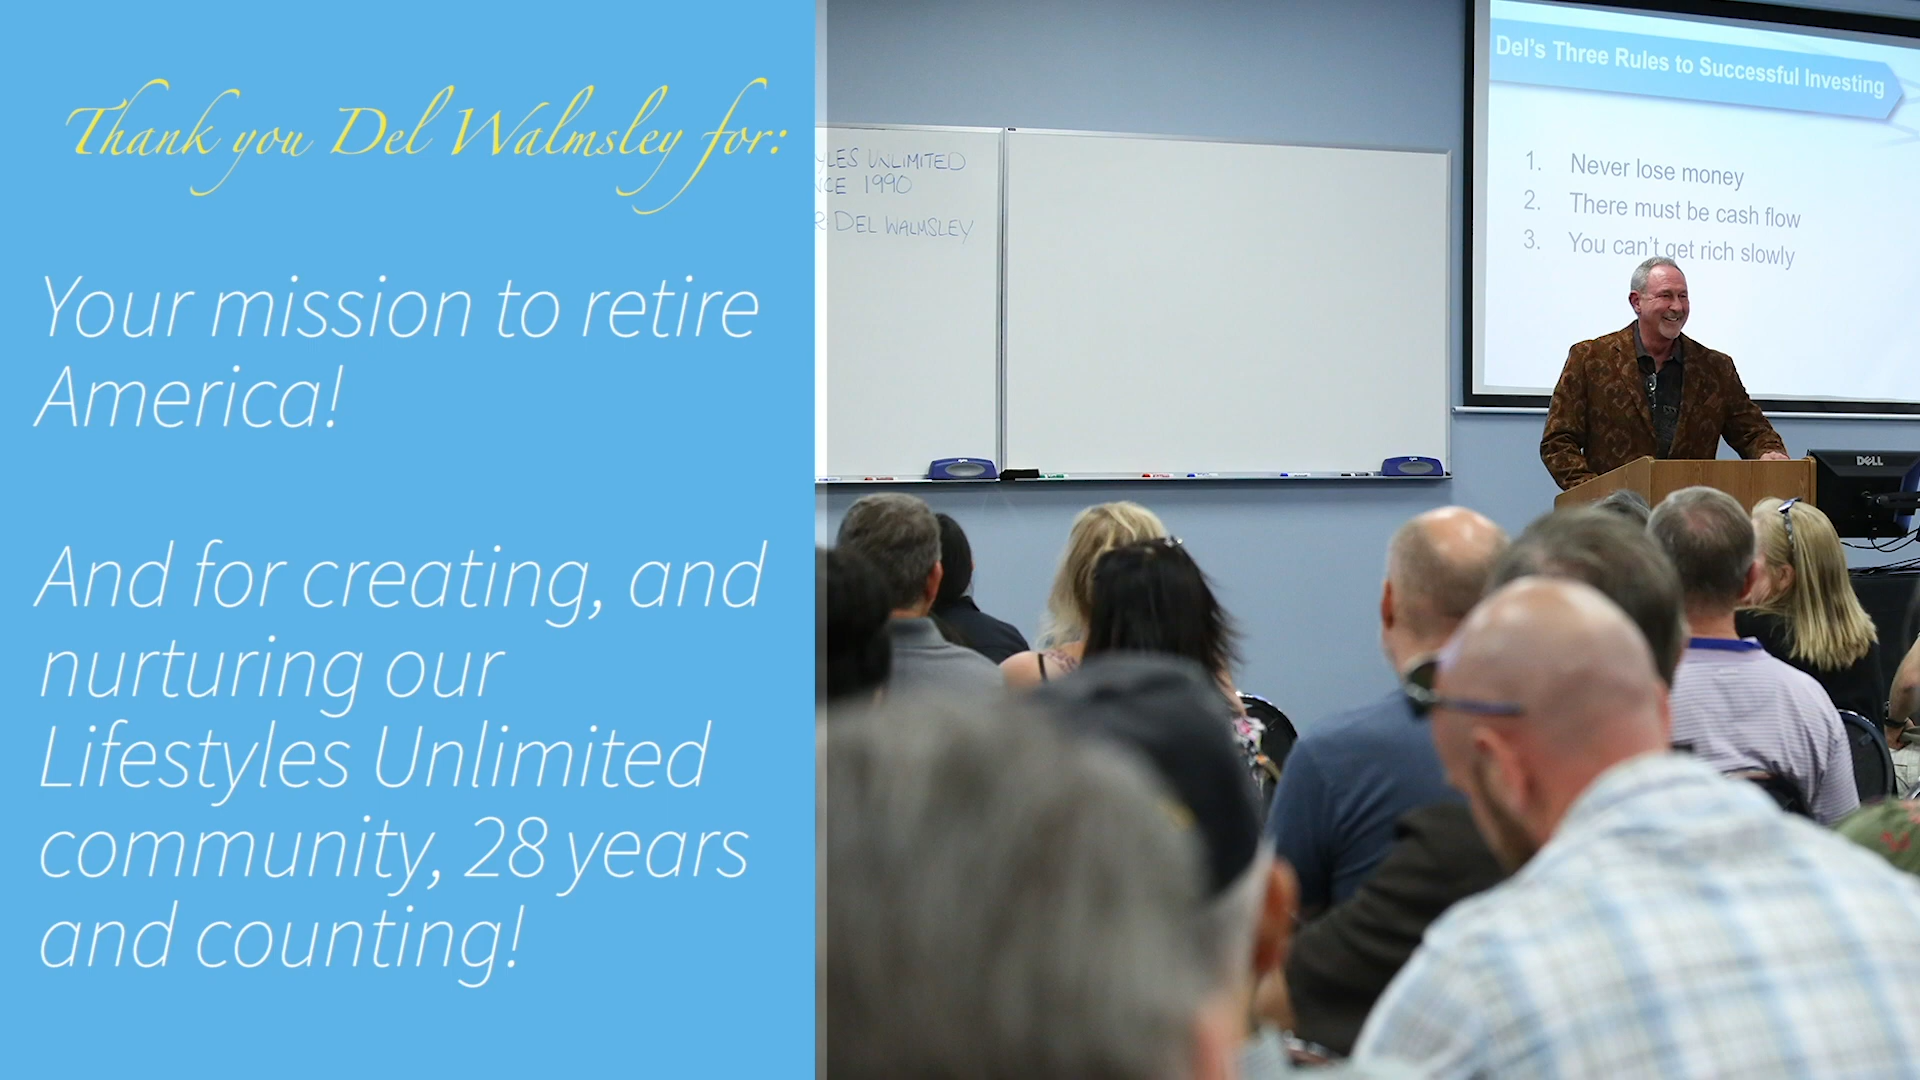 Thank you Del Walmsley for:
Your mission to retire
America!
And for creating, and
nurturing our
Lifestyles Unlimited
community, 28 years
and counting!
YLES UNLIMITED
NCE 1990
R: DEL WALMSLEY
Del's Three Rules to Successful Investing
1. Never lose money
2. There must be cash flow
3. You can't get rich slowly
DELL